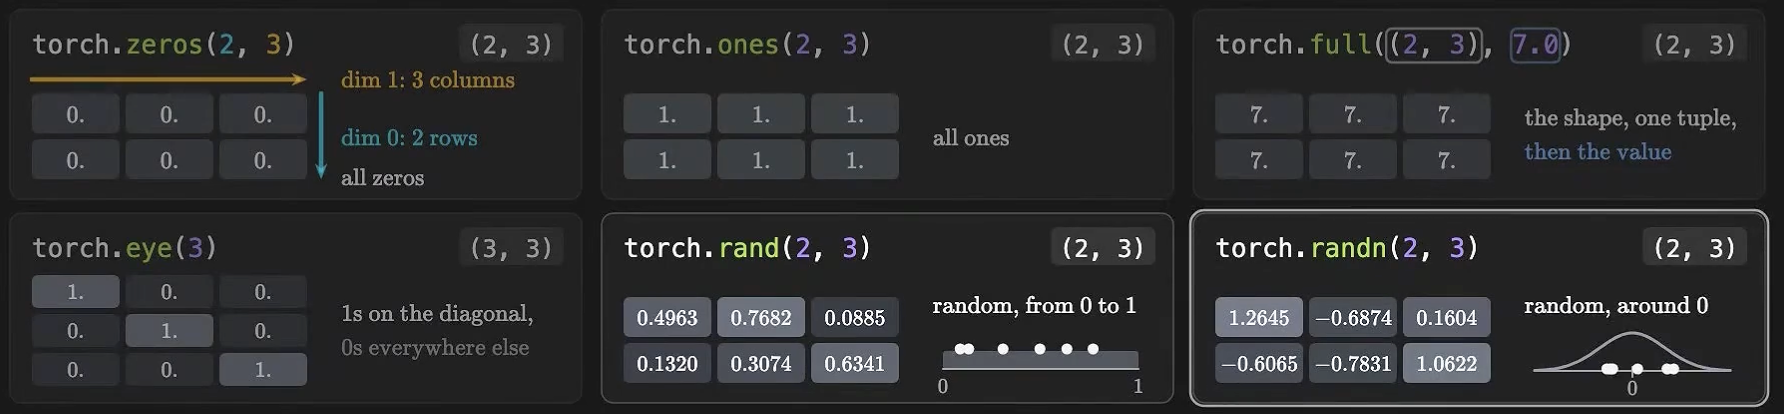 torch.zeros(2, 3) (2, 3)
dim 1: 3 columns
0. 0. 0.
dim 0: 2 rows
0. 0. 0.
all zeros
torch.ones(2, 3) (2, 3)
1. 1. 1.
all ones
1. 1. 1.
torch.full((2, 3), 7.0) (2, 3)
7. 7. 7.
the shape, one tuple,
then the value
7. 7. 7.
torch.eye(3) (3, 3)
1. 0. 0.
1s on the diagonal,
0. 1. 0.
0s everywhere else
0. 0. 1.
torch.rand(2, 3) (2, 3)
random, from 0 to 1
0.4963 0.7682 0.0885
0.1320 0.3074 0.6341
0 1
torch.randn(2, 3) (2, 3)
random, around 0
1.2645 −0.6874 0.1604
−0.6065 −0.7831 1.0622
0